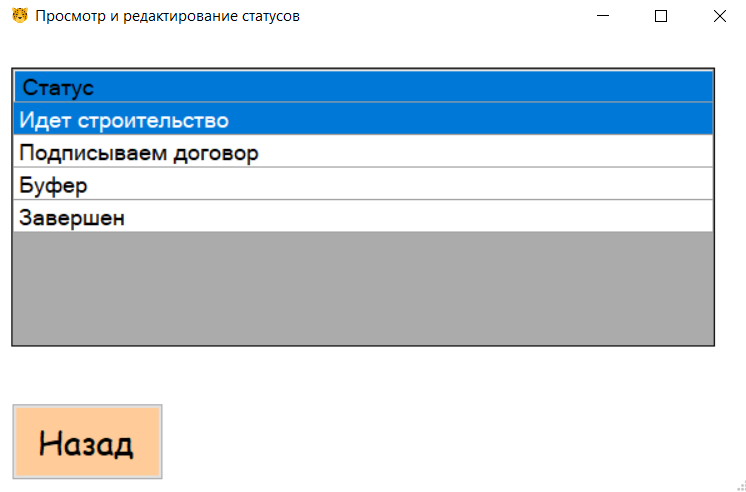 Просмотр и редактирование статусов
Статус
Идет строительство
Подписываем договор
Буфер
Завершен
Назад